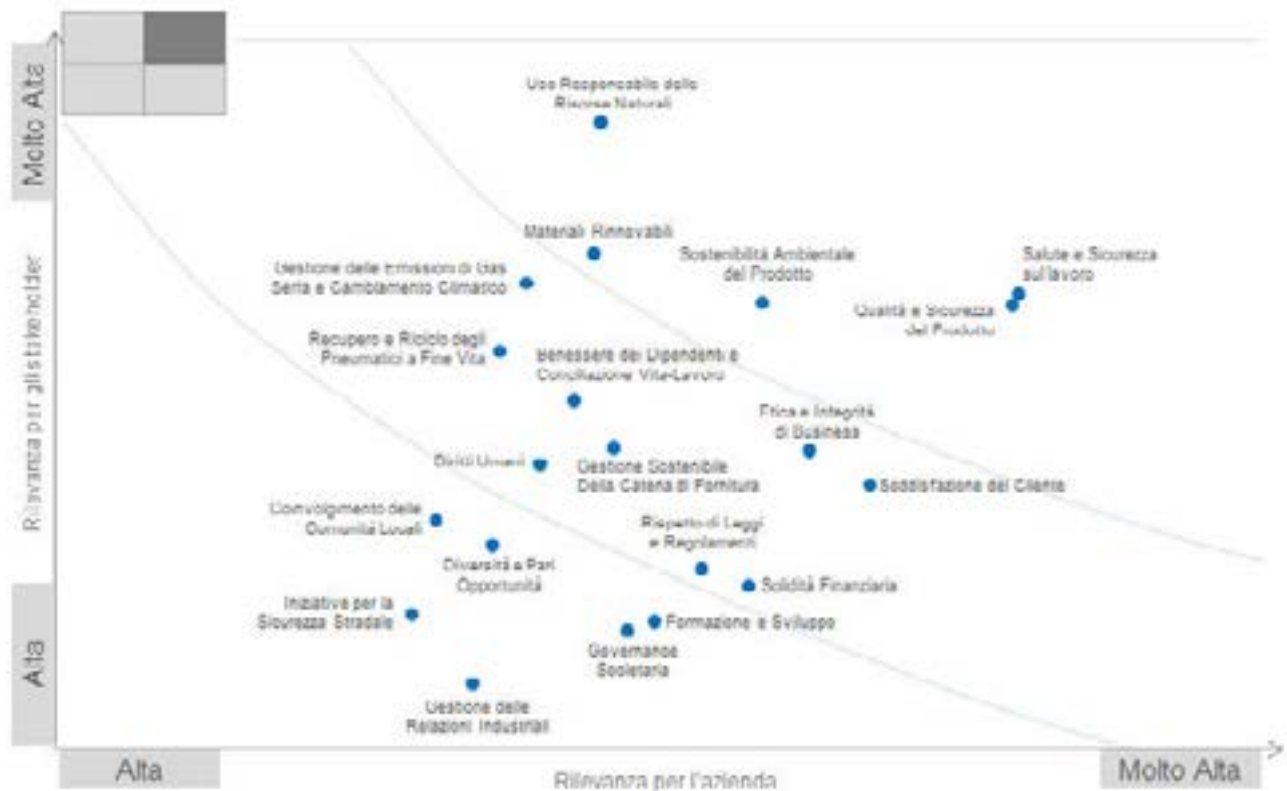 Molto Alta
Rilevanza per gli stakeholder
Alta
Uso Responsabile delle
Risorse Naturali
Materiali Rinnovabili
Gestione delle Emissioni di Gas
Serra e Cambiamento Climatico
Sostenibilità Ambientale
del Prodotto
Salute e Sicurezza
sul lavoro
Qualità e Sicurezza
del Prodotto
Recupero e Riciclo degli
Pneumatici a Fine Vita
Benessere dei Dipendenti e
Conciliazione Vita-Lavoro
Etica e Integrità
di Business
Diritti Umani
Gestione Sostenibile
Della Catena di Fornitura
Soddisfazione del Cliente
Coinvolgimento delle
Comunità Locali
Diversità e Pari
Opportunità
Rispetto di Leggi
e Regolamenti
Solidità Finanziaria
Iniziative per la
Sicurezza Stradale
Formazione e Sviluppo
Governance
Societaria
Gestione delle
Relazioni Industriali
Alta
Rilevanza per l'azienda
Molto Alta